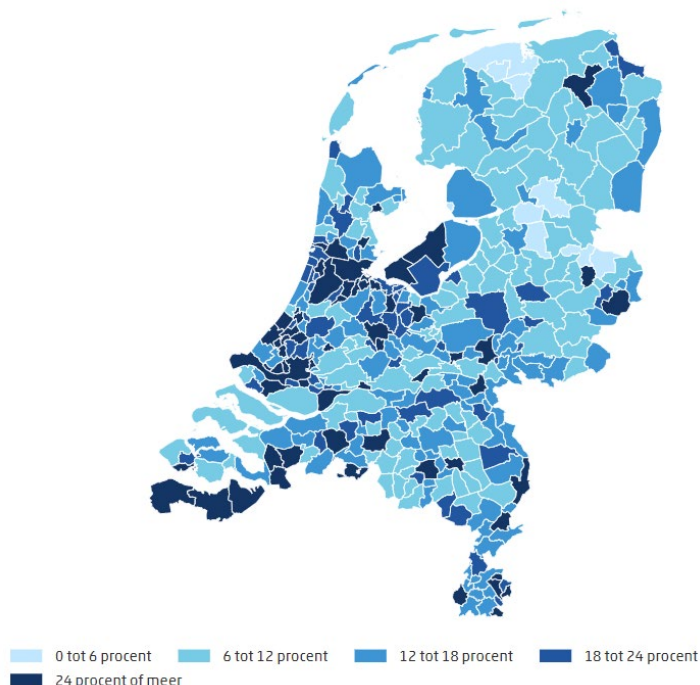 0 tot 6 procent 6 tot 12 procent 12 tot 18 procent 18 tot 24 procent
24 procent of meer